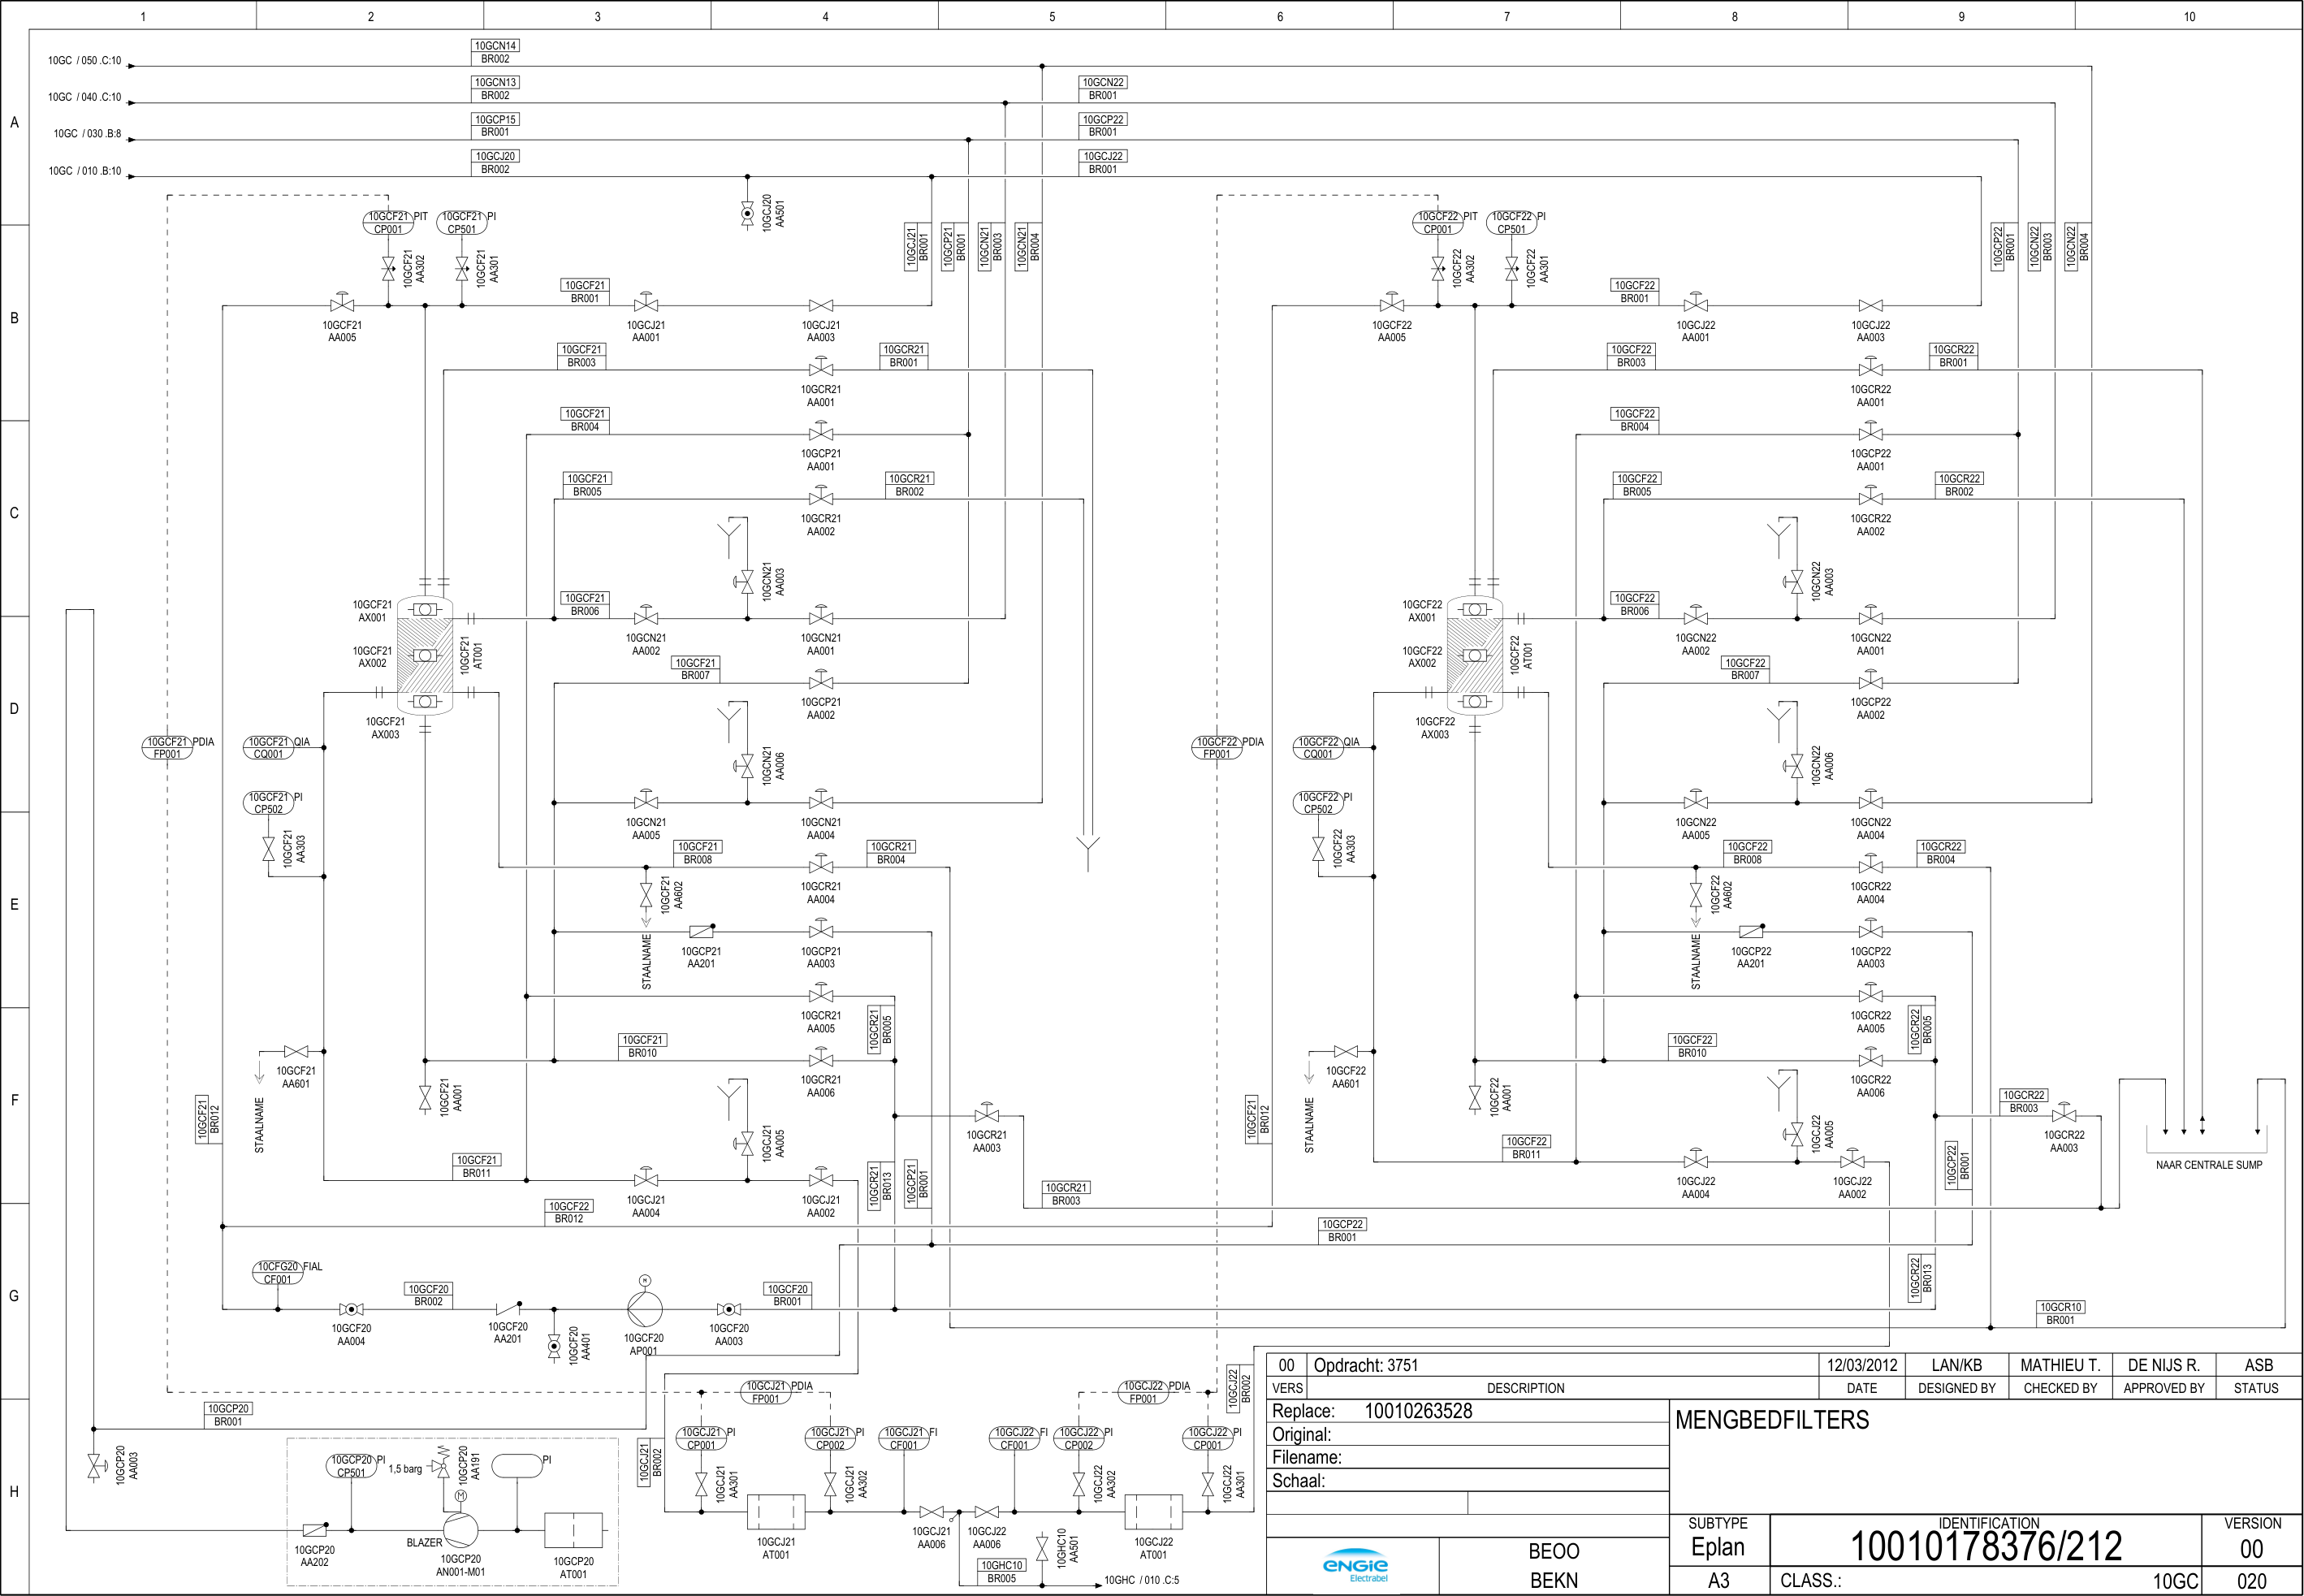 1 2 3 4 5 6 7 8 9 10
A
B
C
D
E
F
G
H
10GC / 050 .C:10
10GCN14
BR002
10GC / 040 .C:10
10GCN13
BR002
10GCN22
BR001
10GC / 030 .B:8
10GCP15
BR001
10GCP22
BR001
10GC / 010 .B:10
10GCJ20
BR002
10GCJ22
BR001
10GCJ20
AA501
10GCF21 PIT
CP001
10GCF21 PI
CP501
10GCF21
AA302
10GCF21
AA301
10GCJ21
BR001
10GCP21
BR001
10GCN21
BR003
10GCN21
BR004
10GCF21
BR001
10GCF21
AA005
10GCJ21
AA001
10GCJ21
AA003
10GCF21
BR003
10GCR21
BR001
10GCR21
AA001
10GCF21
BR004
10GCP21
AA001
10GCF21
BR005
10GCR21
BR002
10GCR21
AA002
10GCN21
AA003
10GCF21
AX001
10GCF21
AX002
10GCF21
AX003
10GCF21
AT001
10GCF21
BR006
10GCN21
AA002
10GCN21
AA001
10GCF21
BR007
10GCP21
AA002
10GCN21
AA006
10GCF21 PDIA
FP001
10GCF21 QIA
CQ001
10GCF21 PI
CP502
10GCF21
AA303
10GCN21
AA005
10GCN21
AA004
10GCF21
BR008
10GCR21
BR004
10GCR21
AA004
10GCF21
AA602
STAALNAME
10GCP21
AA201
10GCP21
AA003
10GCR21
AA005
10GCR21
BR005
10GCF21
BR010
10GCR21
AA006
10GCF21
AA601
STAALNAME
10GCF21
AA001
10GCF21
BR012
10GCJ21
AA005
10GCR21
AA003
10GCF21
BR011
10GCJ21
AA004
10GCJ21
AA002
10GCR21
BR013
10GCP21
BR001
10GCR21
BR003
10GCF22
BR012
10GCP22
BR001
10CFG20 FIAL
CF001
10GCF20
BR002
10GCF20
BR001
10GCF20
AA004
10GCF20
AA201
10GCF20
AA401
M
10GCF20
AP001
10GCF20
AA003
10GCF22 PIT
CP001
10GCF22 PI
CP501
10GCF22
AA302
10GCF22
AA301
10GCP22
BR001
10GCN22
BR003
10GCN22
BR004
10GCF22
BR001
10GCF22
AA005
10GCJ22
AA001
10GCJ22
AA003
10GCF22
BR003
10GCR22
BR001
10GCR22
AA001
10GCF22
BR004
10GCP22
AA001
10GCF22
BR005
10GCR22
BR002
10GCR22
AA002
10GCN22
AA003
10GCF22
AX001
10GCF22
AX002
10GCF22
AX003
10GCF22
AT001
10GCF22
BR006
10GCN22
AA002
10GCN22
AA001
10GCF22
BR007
10GCP22
AA002
10GCN22
AA006
10GCF22 PDIA
FP001
10GCF22 QIA
CQ001
10GCF22 PI
CP502
10GCF22
AA303
10GCN22
AA005
10GCN22
AA004
10GCF22
BR008
10GCR22
BR004
10GCR22
AA004
10GCF22
AA602
STAALNAME
10GCP22
AA201
10GCP22
AA003
10GCR22
AA005
10GCR22
BR005
10GCF22
BR010
10GCR22
AA006
10GCF22
AA601
STAALNAME
10GCF22
AA001
10GCF21
BR012
10GCJ22
AA005
10GCR22
BR003
10GCR22
AA003
NAAR CENTRALE SUMP
10GCF22
BR011
10GCJ22
AA004
10GCJ22
AA002
10GCP22
BR001
10GCR22
BR013
10GCR10
BR001
10GCP20
BR001
10GCP20
AA003
10GCP20 PI
CP501
1,5 barg
10GCP20
AA191
PI
M
BLAZER
10GCP20
AA202
10GCP20
AN001-M01
10GCP20
AT001
10GCJ21
BR002
10GCJ21 PDIA
FP001
10GCJ21 PI
CP001
10GCJ21 PI
CP002
10GCJ21 FI
CF001
10GCJ21
AA301
10GCJ21
AA302
10GCJ21
AT001
10GCJ21
AA006
10GCJ22
AA006
10GCJ22 FI
CF001
10GCJ22 PI
CP002
10GCJ22 PDIA
FP001
10GCJ22 PI
CP001
10GCJ22
AA302
10GCJ22
AA301
10GCJ22
AT001
10GCJ22
BR002
10GHC10
AA501
10GHC10
BR005
10GHC / 010 .C:5
00 Opdracht: 3751 12/03/2012 LAN/KB MATHIEU T. DE NIJS R. ASB
VERS DESCRIPTION DATE DESIGNED BY CHECKED BY APPROVED BY STATUS
Replace: 10010263528
Original:
Filename:
Schaal:
MENGBEDFILTERS
ENGIE
Electrabel
BEOO
BEKN
SUBTYPE
Eplan
A3
IDENTIFICATION
10010178376/212
VERSION
00
CLASS.: 10GC
020